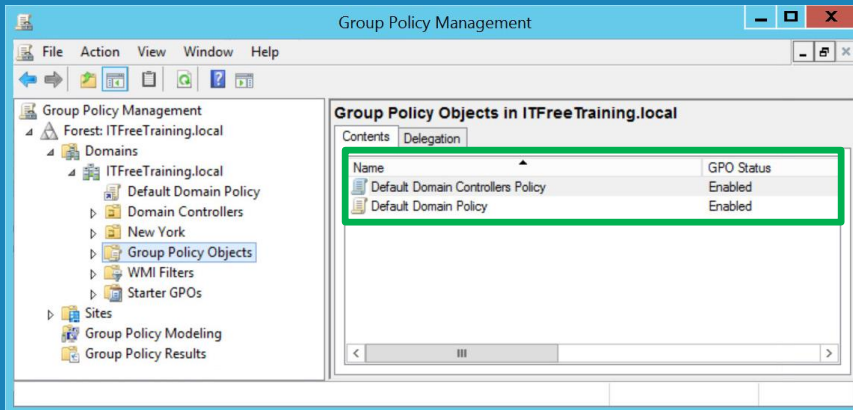 Group Policy Management
File Action View Window Help
Group Policy Management
Forest: ITFreeTraining.local
Domains
ITFreeTraining.local
Default Domain Policy
Domain Controllers
New York
Group Policy Objects
WMI Filters
Starter GPOs
Sites
Group Policy Modeling
Group Policy Results
Group Policy Objects in ITFreeTraining.local
Contents Delegation
Name GPO Status
Default Domain Controllers Policy Enabled
Default Domain Policy Enabled